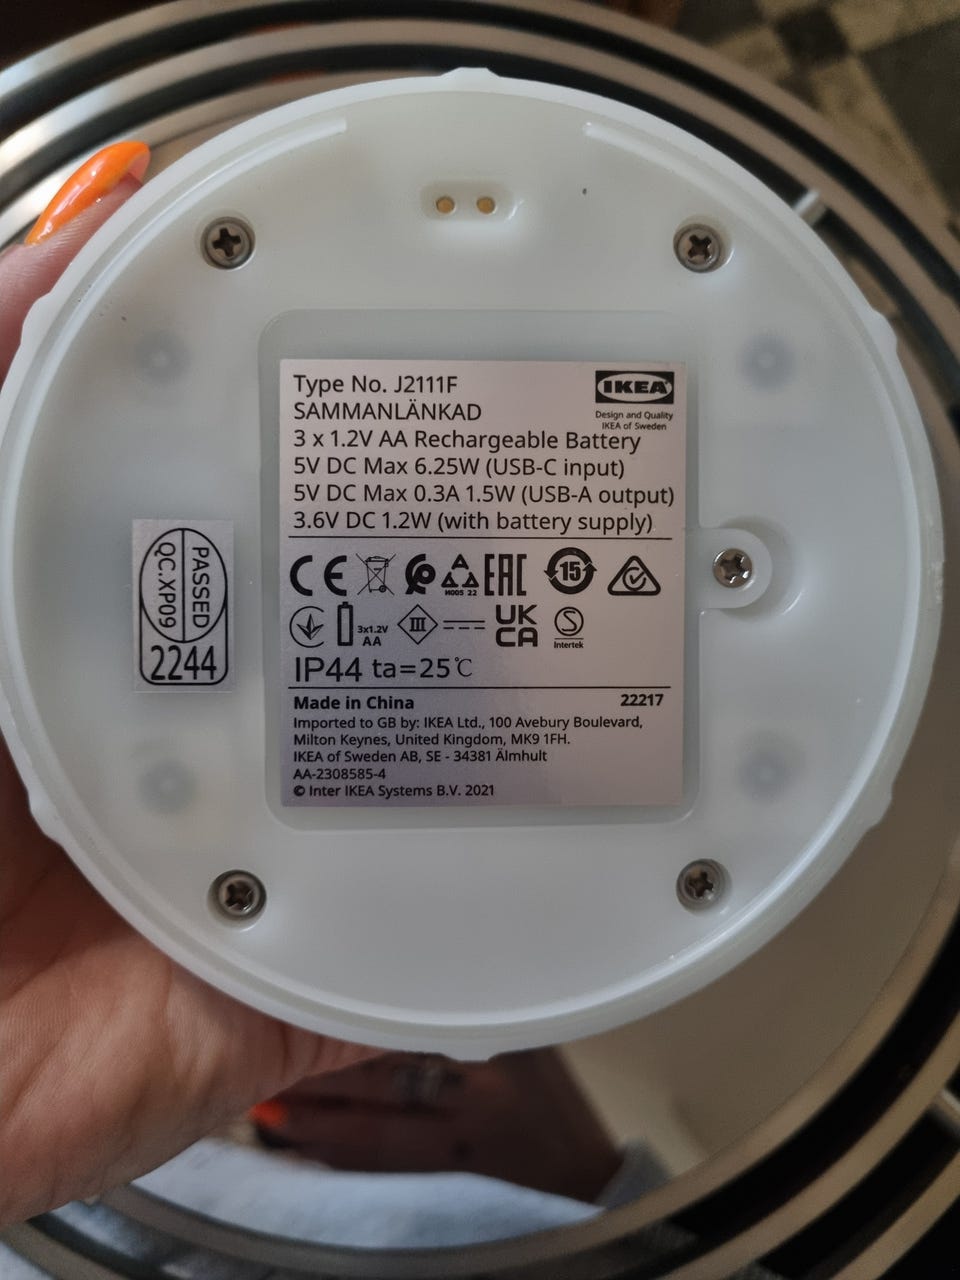 Type No. J2111F
IKEA
SAMMANLÄNKAD
Design and Quality
IKEA of Sweden
3 x 1.2V AA Rechargeable Battery
5V DC Max 6.25W (USB-C input)
5V DC Max 0.3A 1.5W (USB-A output)
3.6V DC 1.2W (with battery supply)
CE
EAC
15
H005 22
3x1.2V
AA
III
UK
CA
S
Intertek
IP44 ta=25℃
Made in China 22217
Imported to GB by: IKEA Ltd., 100 Avebury Boulevard,
Milton Keynes, United Kingdom, MK9 1FH.
IKEA of Sweden AB, SE - 34381 Älmhult
AA-2308585-4
© Inter IKEA Systems B.V. 2021
PASSED
QC.XP09
2244